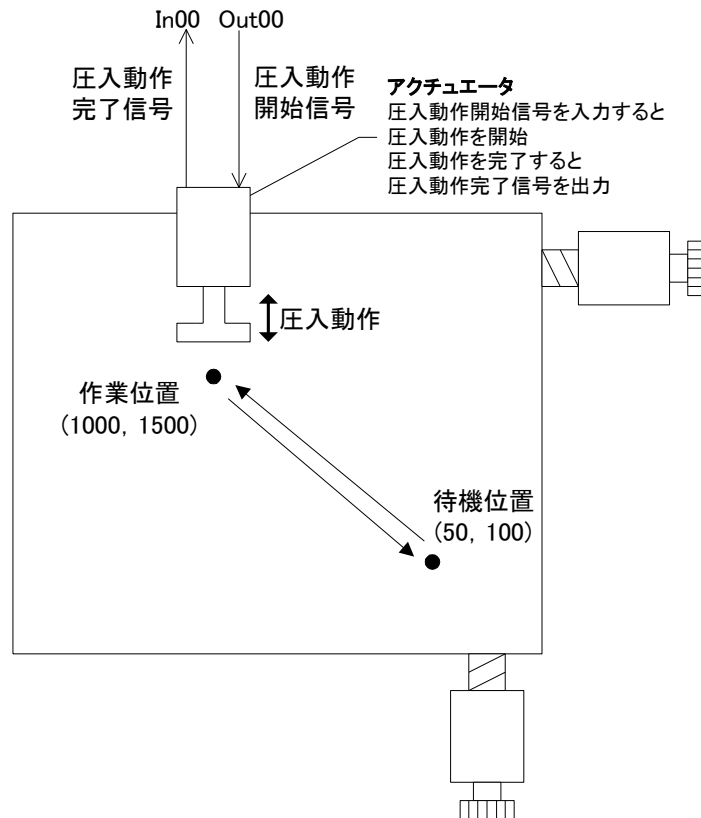 In00 Out00
圧入動作
完了信号
圧入動作
開始信号
アクチュエータ
圧入動作開始信号を入力すると
圧入動作を開始
圧入動作を完了すると
圧入動作完了信号を出力
圧入動作
作業位置
(1000, 1500)
待機位置
(50, 100)